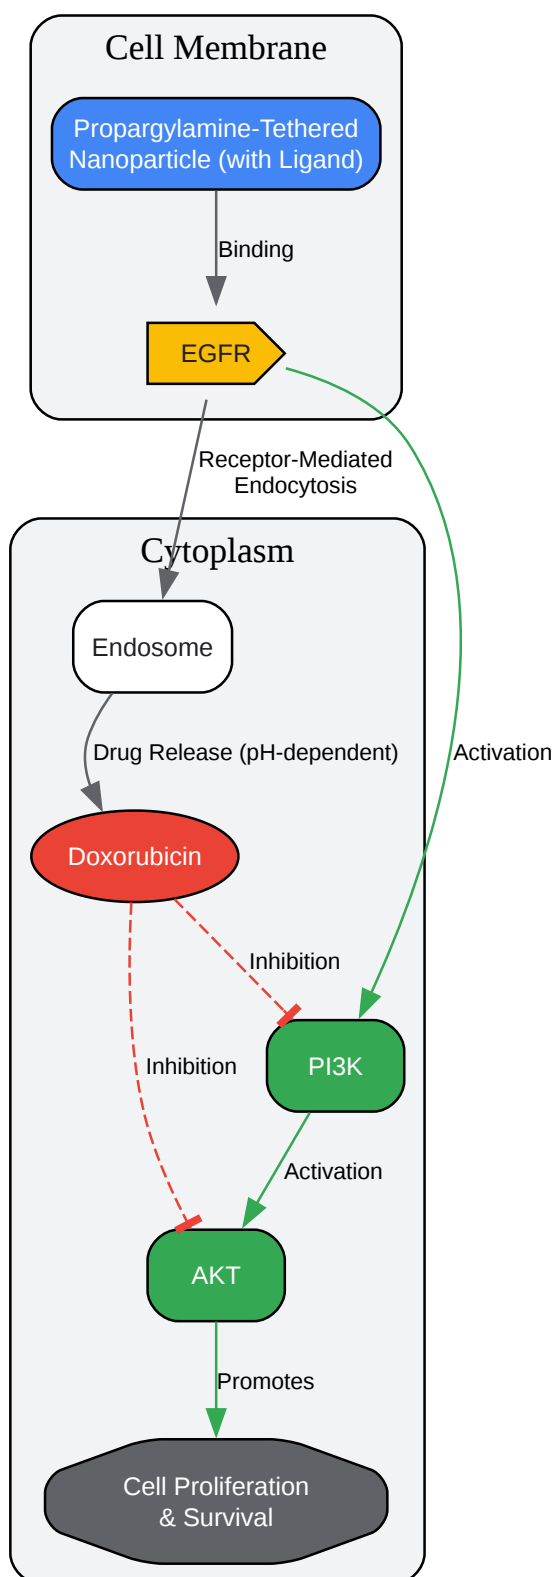 Cell Membrane
Propargylamine-Tethered
Nanoparticle (with Ligand)
Binding
EGFR
Receptor-Mediated
Endocytosis
Cytoplasm
Endosome
Drug Release (pH-dependent)
Activation
Doxorubicin
Inhibition
Inhibition
PI3K
Activation
AKT
Promotes
Cell Proliferation
& Survival